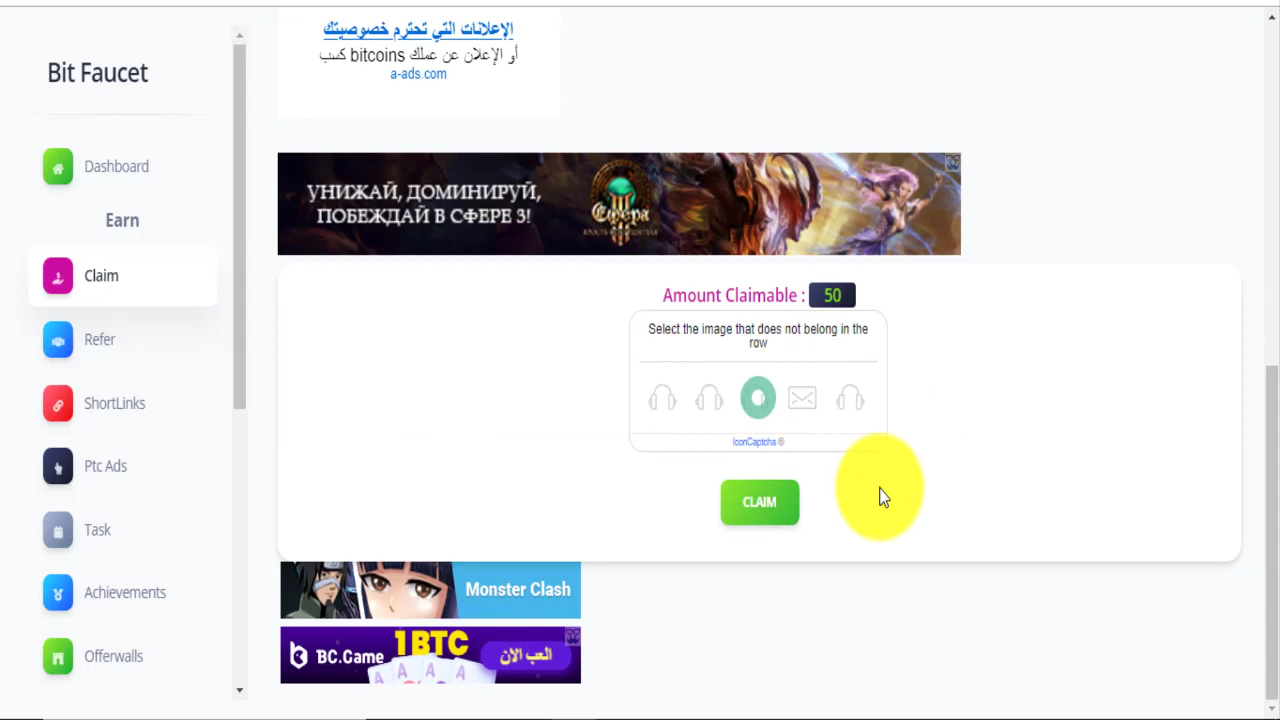 الإعلانات التي تحترم خصوصيتك
أو الإعلان عن عملك bitcoins كسب
a-ads.com
Bit Faucet
Dashboard
Earn
Claim
Refer
ShortLinks
Ptc Ads
Task
Achievements
Offerwalls
УНИЖАЙ, ДОМИНИРУЙ,
ПОБЕЖДАЙ В СФЕРЕ 3!
Сфера
Amount Claimable : 50
Select the image that does not belong in the
row
IconCaptcha ©
CLAIM
Monster Clash
BC.Game
1BTC
العب الان
A A A A